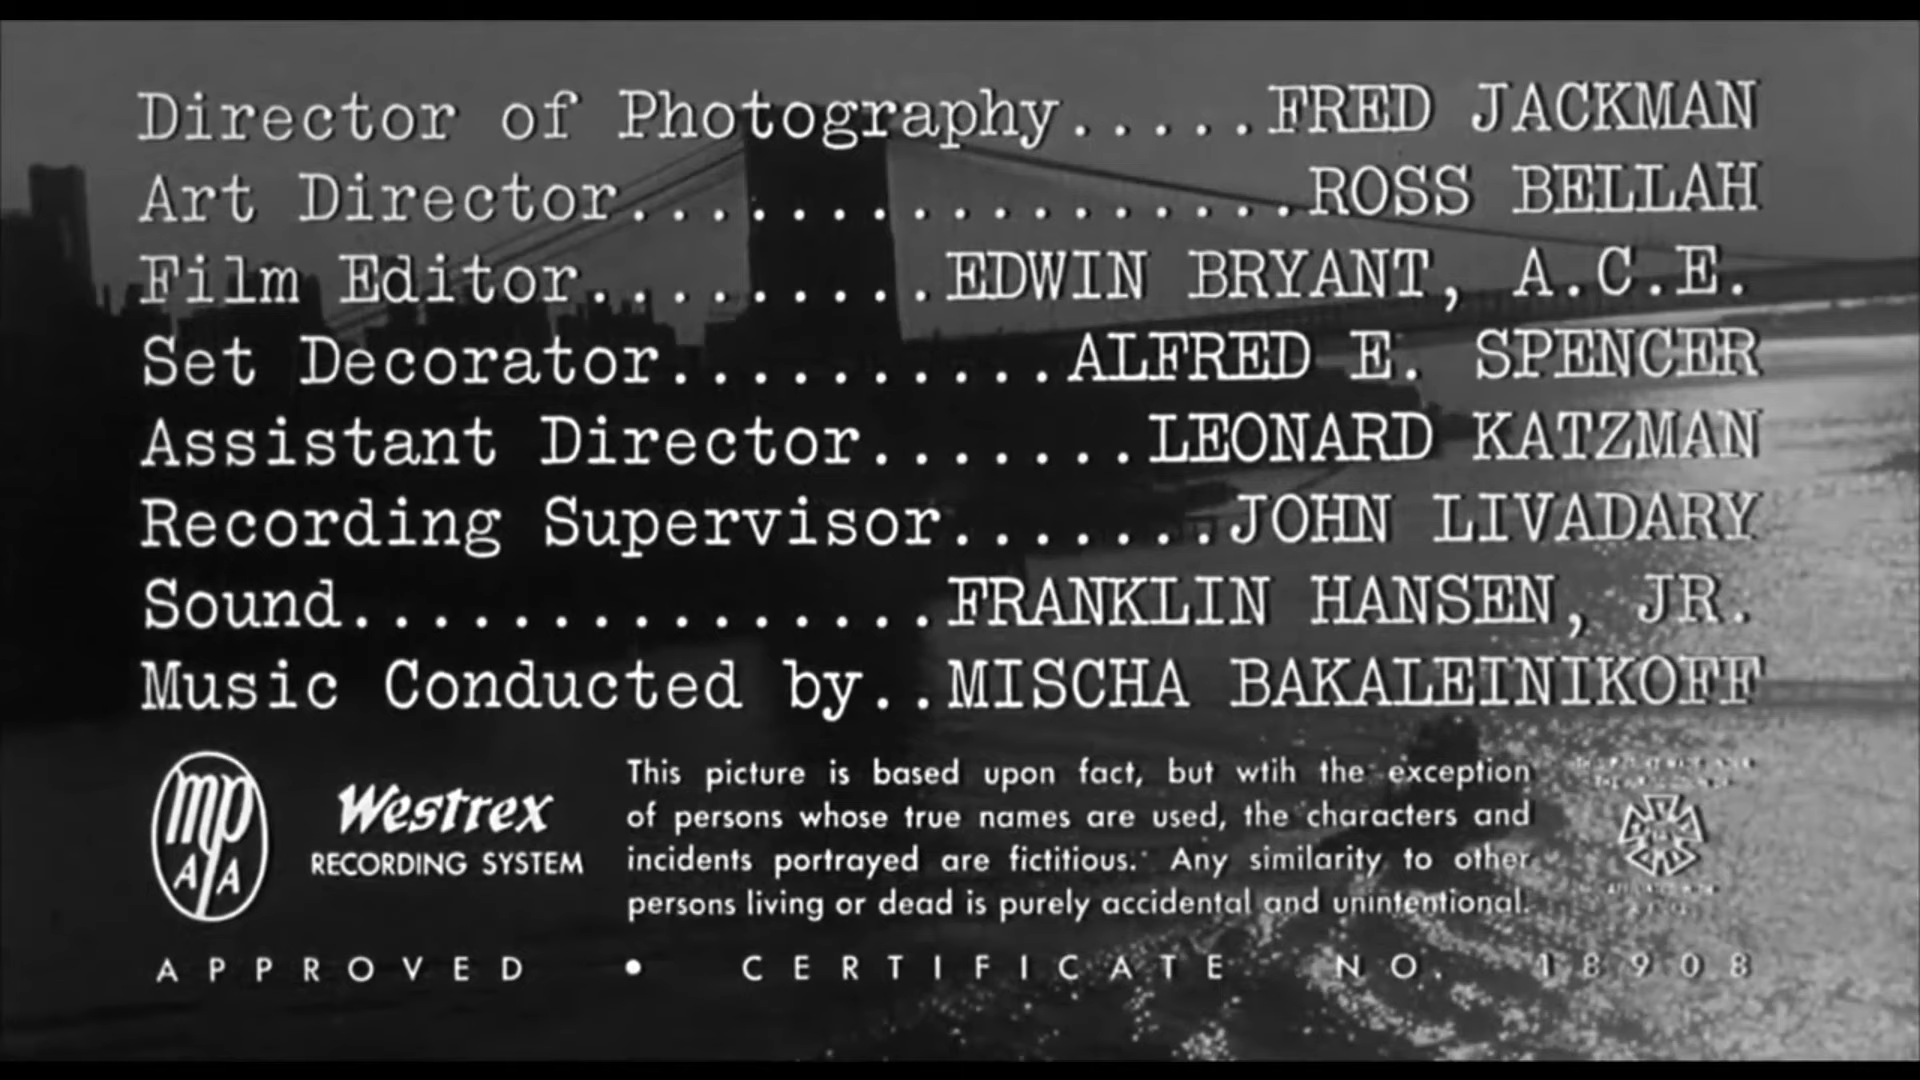 Director of Photography.....FRED JACKMAN
Art Director.................ROSS BELLAH
Film Editor.........EDWIN BRYANT, A.C.E.
Set Decorator..........ALFRED E. SPENCER
Assistant Director.......LEONARD KATZMAN
Recording Supervisor.......JOHN LIVADARY
Sound...............FRANKLIN HANSEN, JR.
Music Conducted by..MISCHA BAKALEINIKOFF
MPAA
Westrex
RECORDING SYSTEM
This picture is based upon fact, but wtih the exception
of persons whose true names are used, the characters and
incidents portrayed are fictitious. Any similarity to other
persons living or dead is purely accidental and unintentional.
APPROVED • CERTIFICATE NO. 18908